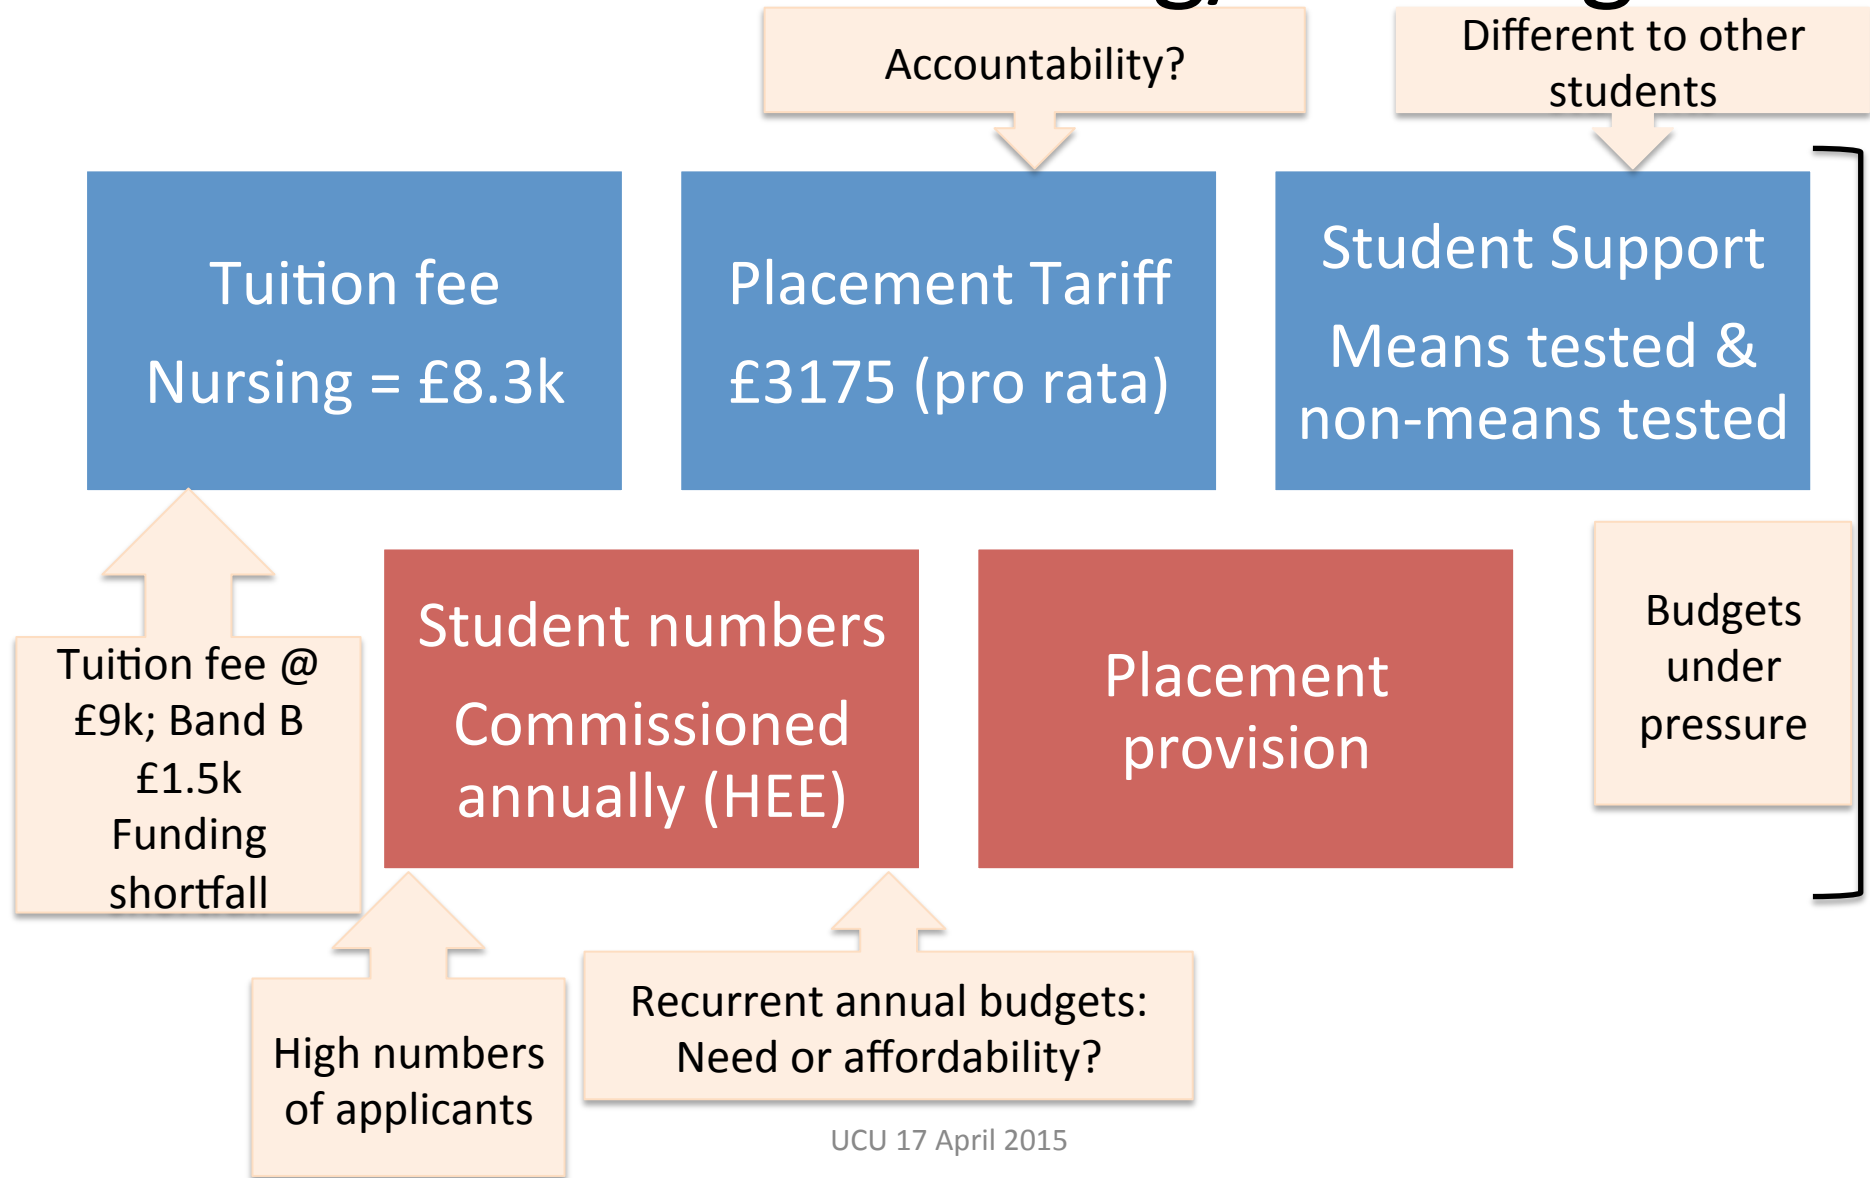 Accountability?
Different to other
students
Tuition fee
Nursing = £8.3k
Placement Tariff
£3175 (pro rata)
Student Support
Means tested &
non-means tested
Tuition fee @
£9k; Band B
£1.5k
Funding
shortfall
Student numbers
Commissioned
annually (HEE)
Placement
provision
Budgets
under
pressure
High numbers
of applicants
Recurrent annual budgets:
Need or affordability?
UCU 17 April 2015